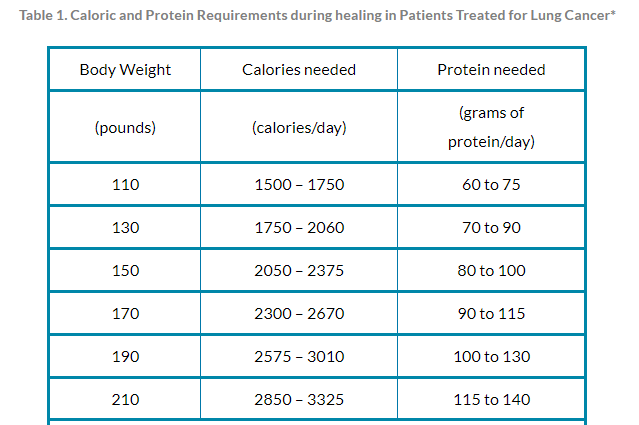 Table 1. Caloric and Protein Requirements during healing in Patients Treated for Lung Cancer*
Body Weight Calories needed Protein needed
(pounds) (calories/day) (grams of
protein/day)
110 1500 – 1750 60 to 75
130 1750 – 2060 70 to 90
150 2050 – 2375 80 to 100
170 2300 – 2670 90 to 115
190 2575 – 3010 100 to 130
210 2850 – 3325 115 to 140